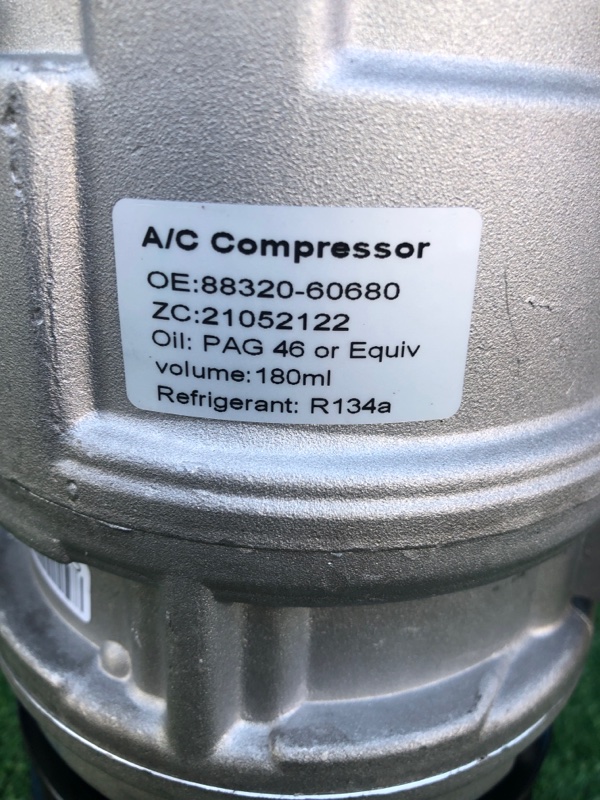 A/C Compressor
OE:88320-60680
ZC:21052122
Oil: PAG 46 or Equiv
volume:180ml
Refrigerant: R134a